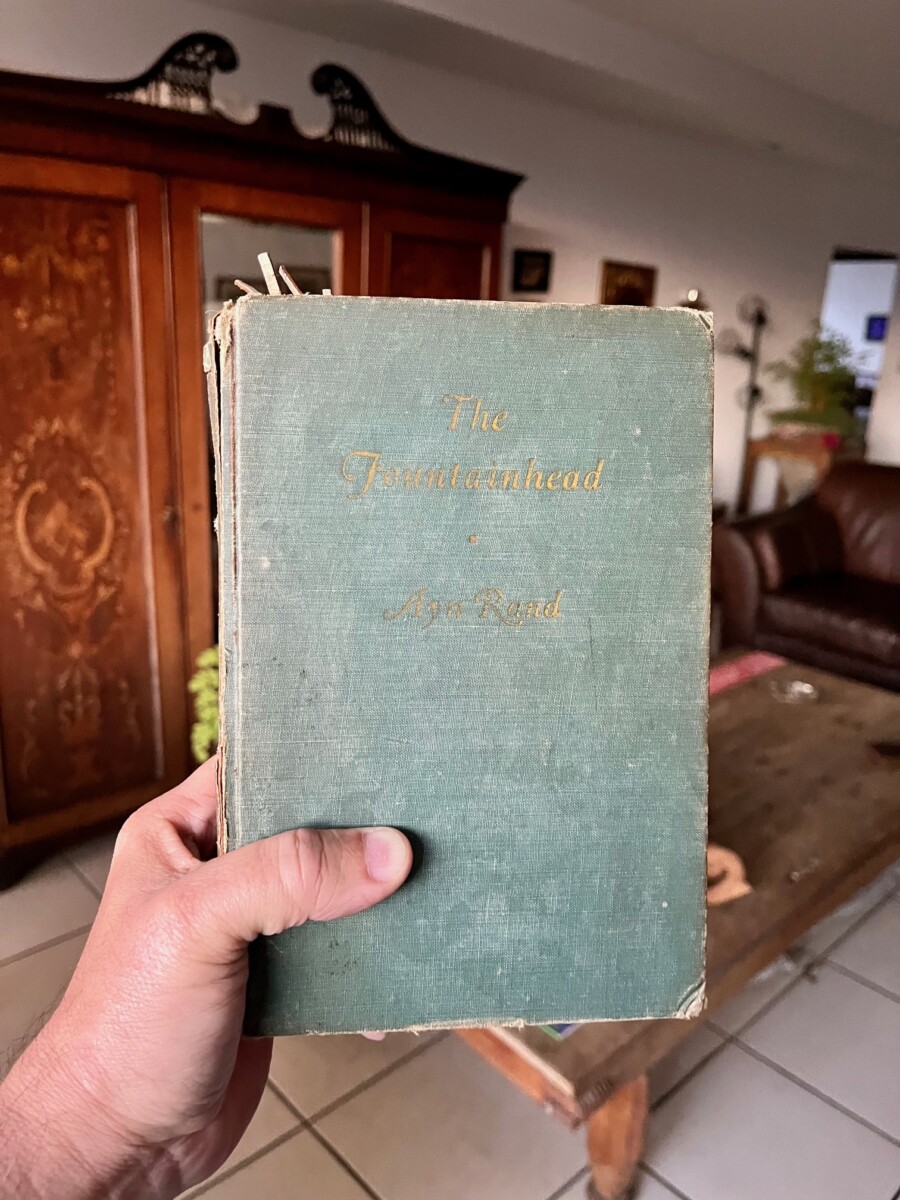 The
Fountainhead
•
Ayn Rand